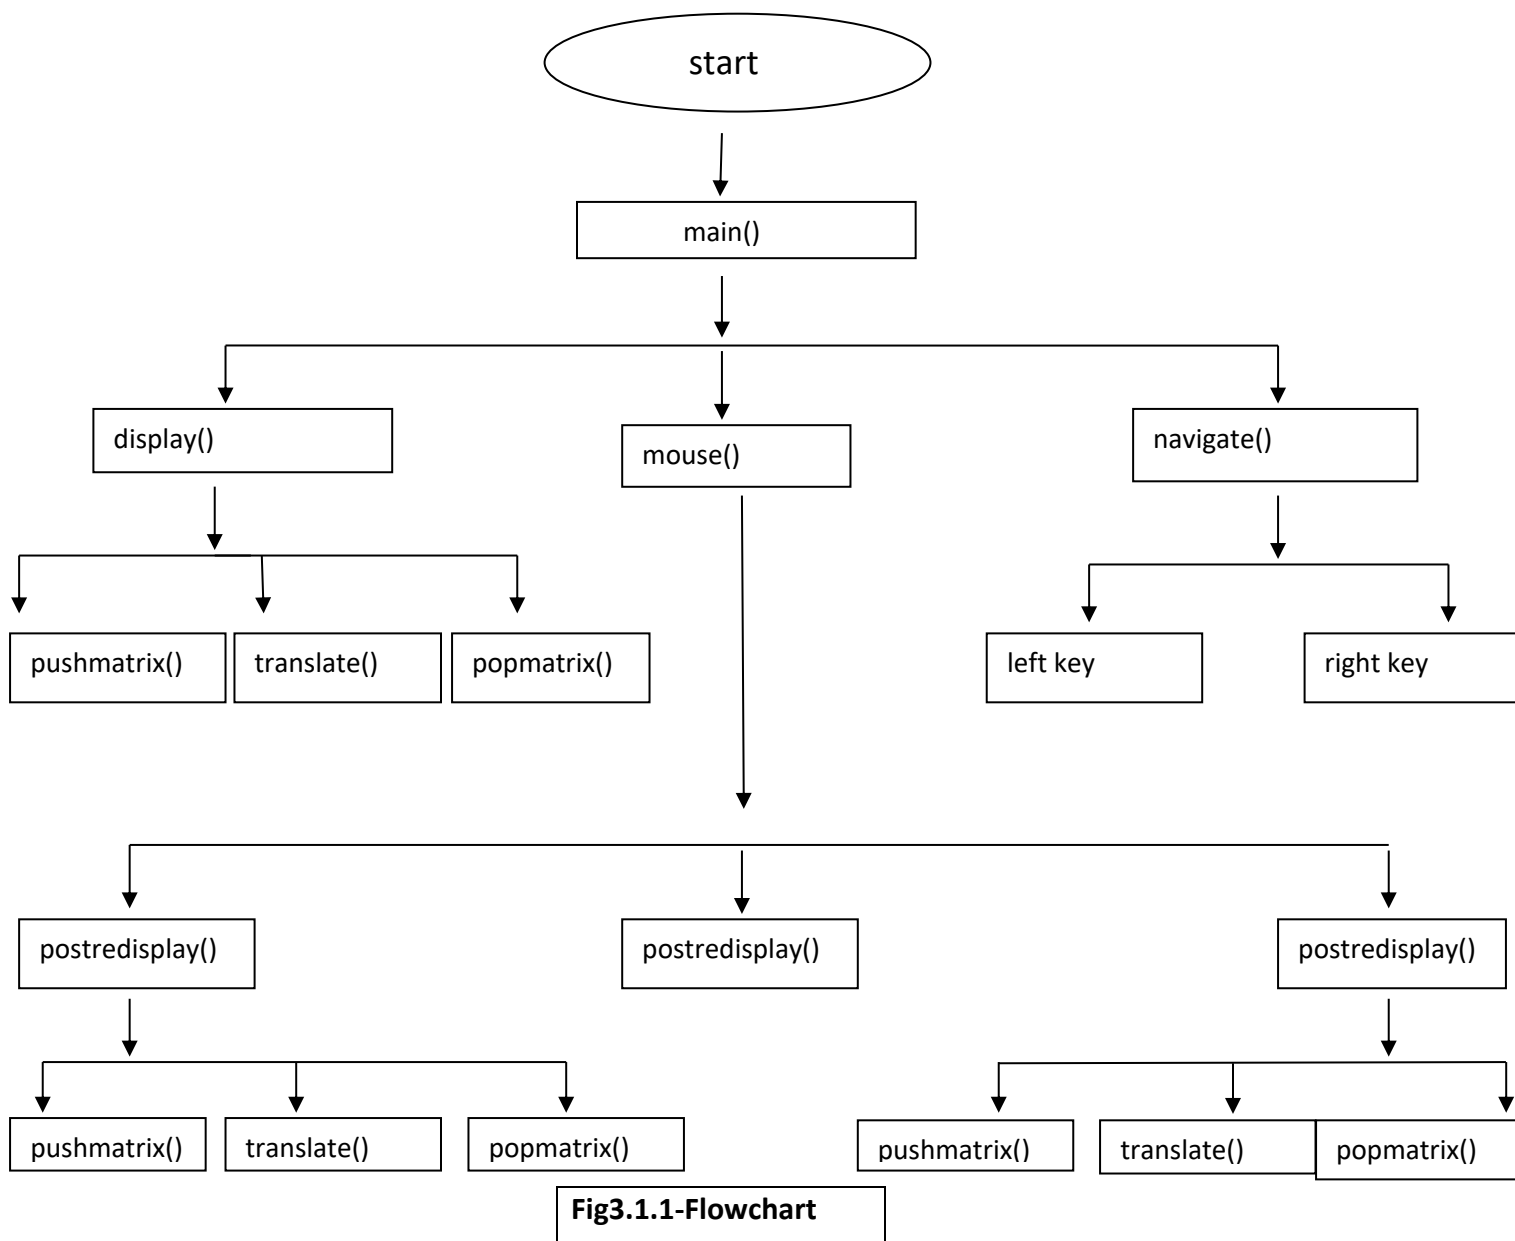 start
main()
display()
mouse()
navigate()
pushmatrix()
translate()
popmatrix()
left key
right key
postredisplay()
postredisplay()
postredisplay()
pushmatrix()
translate()
popmatrix()
pushmatrix()
translate()
popmatrix()
Fig3.1.1-Flowchart